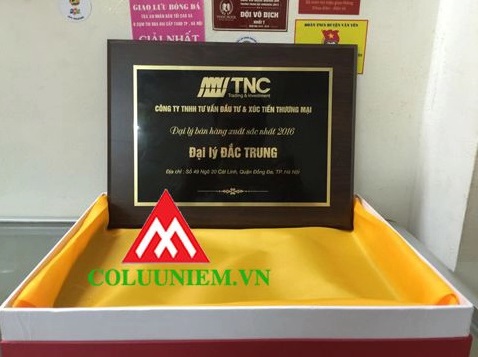 GIAO LƯU BÓNG ĐÁ
GIẢI NHẤT
ĐỘI VÔ ĐỊCH
TNC
Trading & Investment
CÔNG TY TNHH TƯ VẤN ĐẦU TƯ & XÚC TIẾN THƯƠNG MẠI
Đại lý bán hàng xuất sắc nhất 2016
Đại lý ĐẮC TRUNG
Địa chỉ : Số 49 Ngõ 20 Cát Linh, Quận Đống Đa, TP. Hà Nội
COLUUNIEM.VN